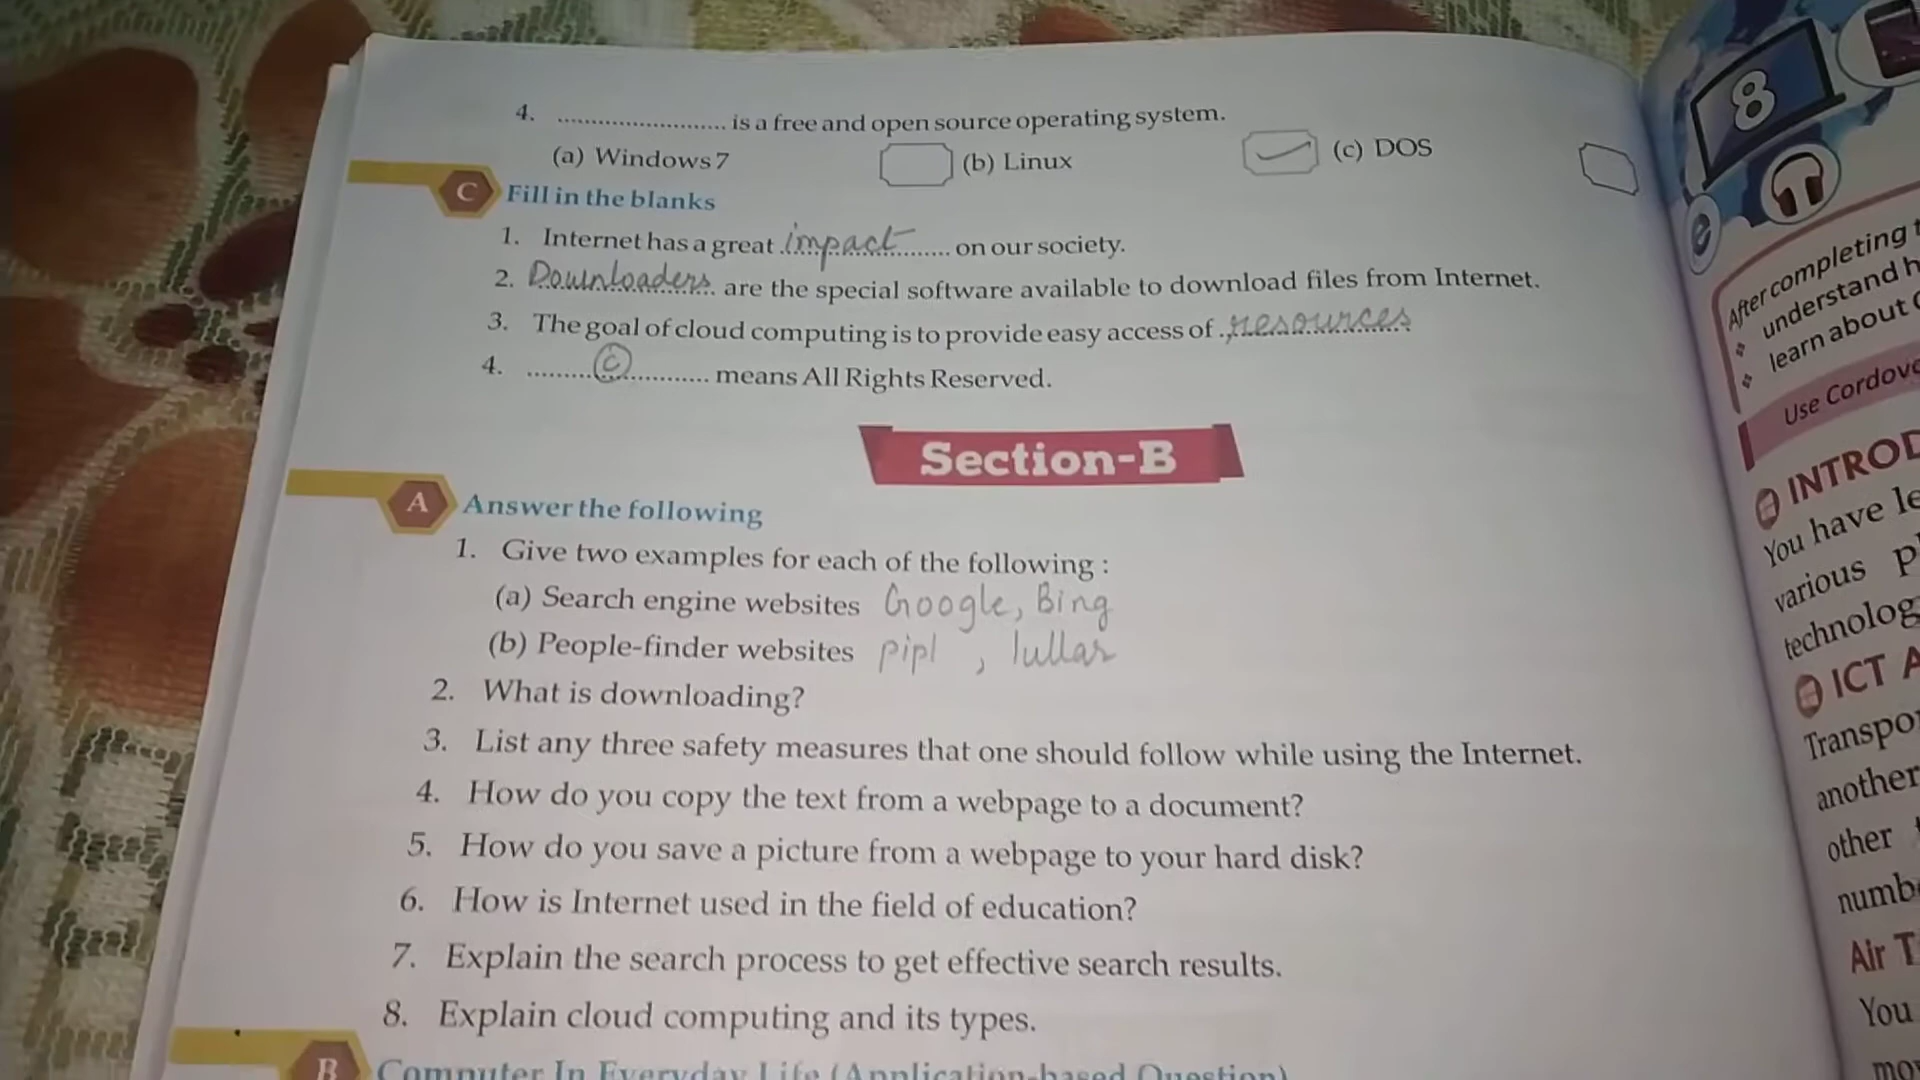 4. ........................ is a free and open source operating system.
(a) Windows 7 (b) Linux (c) DOS
C Fill in the blanks
1. Internet has a great impact on our society.
2. Downloaders are the special software available to download files from Internet.
3. The goal of cloud computing is to provide easy access of resources
4. © means All Rights Reserved.
Section-B
A Answer the following
1. Give two examples for each of the following :
(a) Search engine websites Google, Bing
(b) People-finder websites pipl , lullar
2. What is downloading?
3. List any three safety measures that one should follow while using the Internet.
4. How do you copy the text from a webpage to a document?
5. How do you save a picture from a webpage to your hard disk?
6. How is Internet used in the field of education?
7. Explain the search process to get effective search results.
8. Explain cloud computing and its types.
B Computer In Everyday Life (Application-based Question)
8
e
After completing
understand
learn about
Use
You have
various
ICT
another
other
Air
You